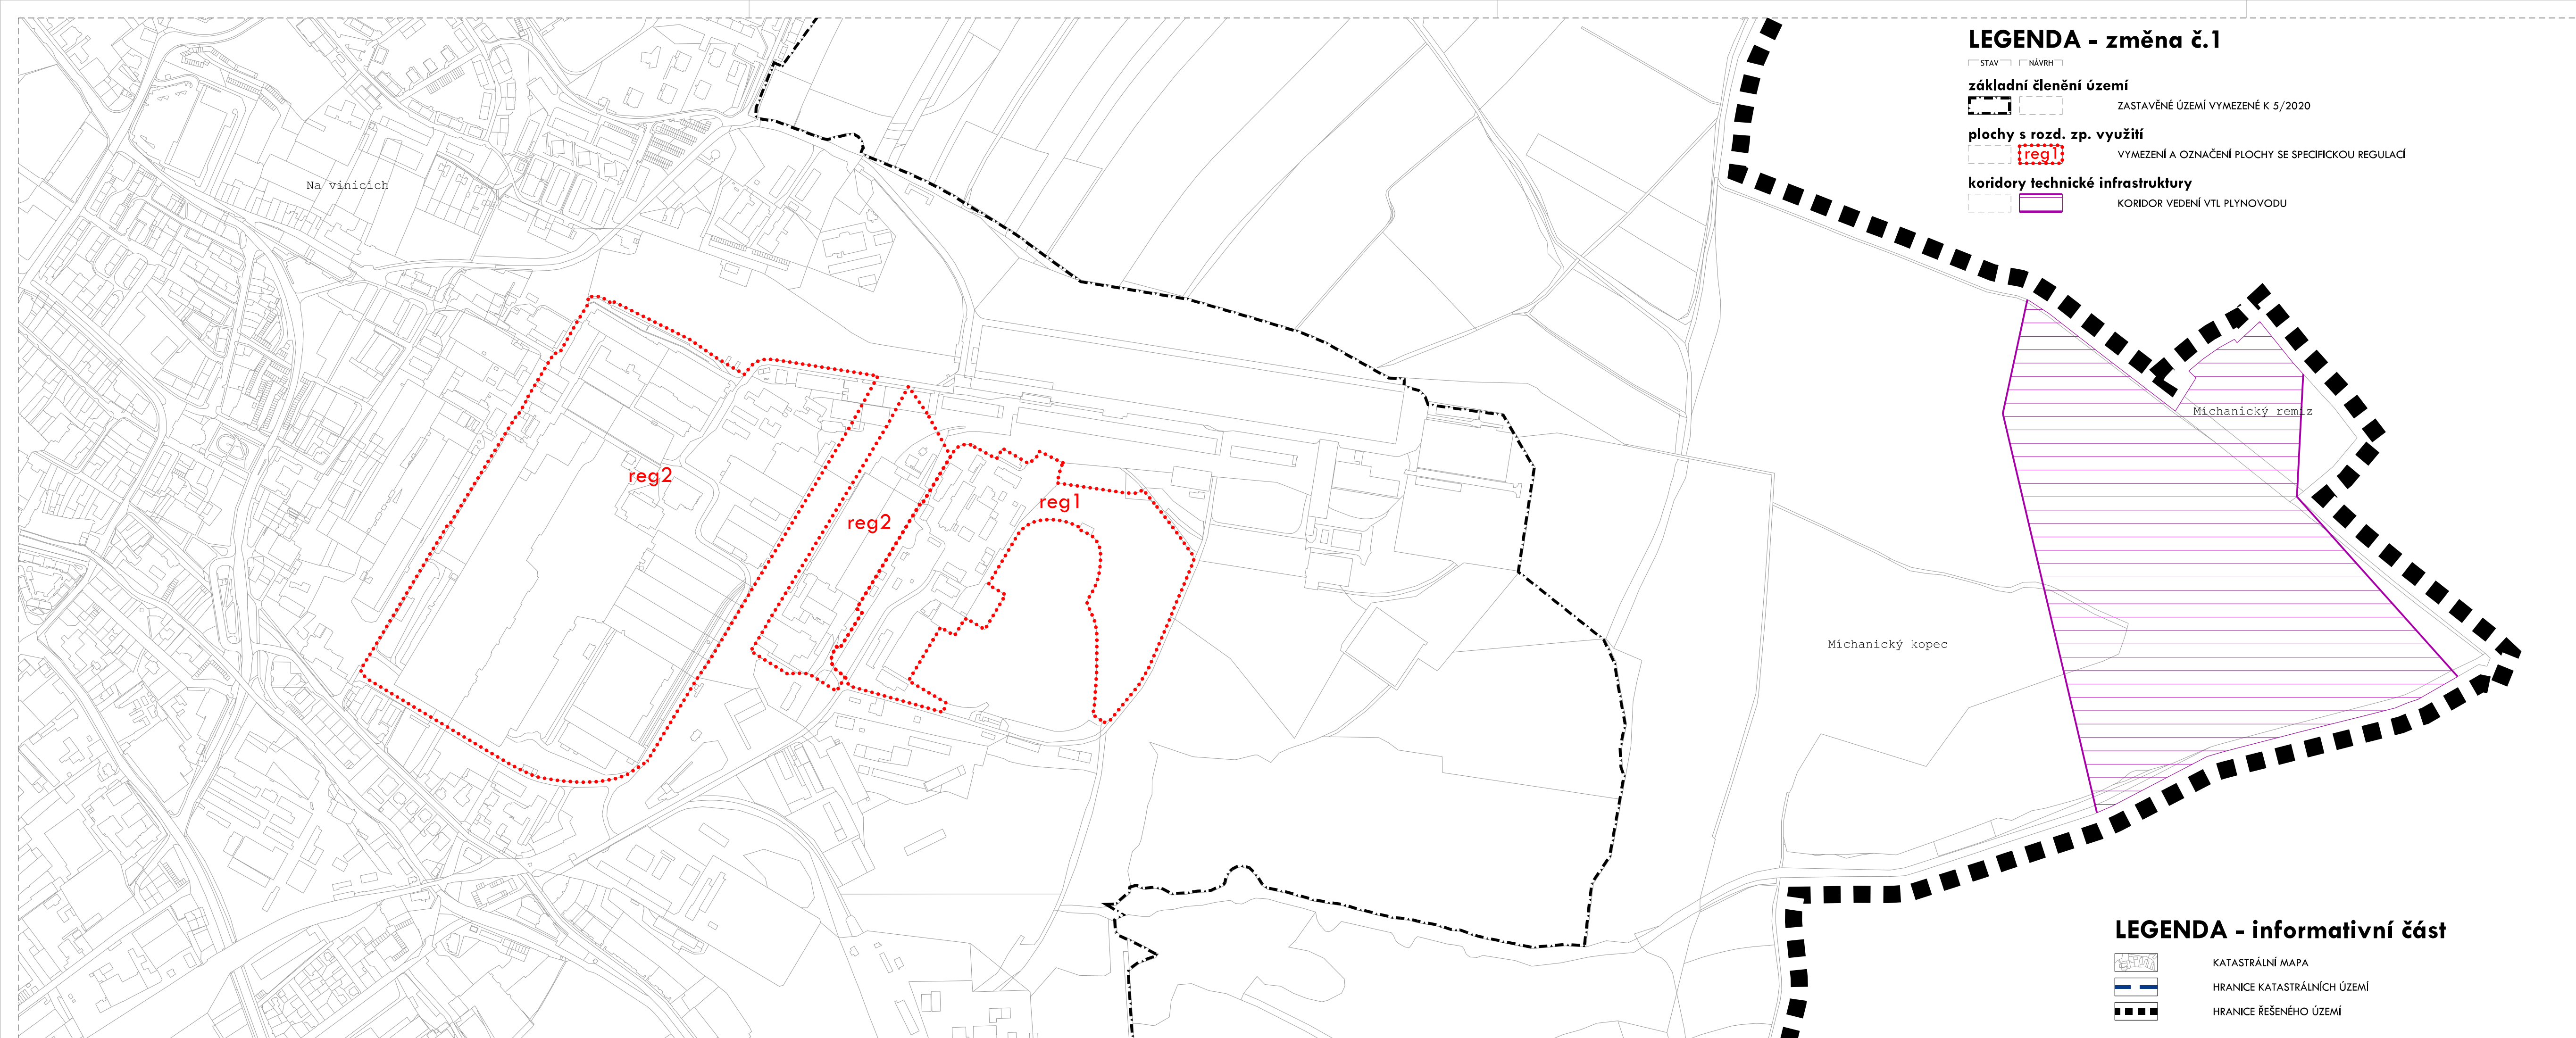 LEGENDA - změna č.1
STAV NÁVRH
základní členění území
ZASTAVĚNÉ ÚZEMÍ VYMEZENÉ K 5/2020
plochy s rozd. zp. využití
reg1 VYMEZENÍ A OZNAČENÍ PLOCHY SE SPECIFICKOU REGULACÍ
koridory technické infrastruktury
KORIDOR VEDENÍ VTL PLYNOVODU
Na vinicích
Míchanický remíz
reg2
reg1
reg2
Míchanický kopec
LEGENDA - informativní část
KATASTRÁLNÍ MAPA
HRANICE KATASTRÁLNÍCH ÚZEMÍ
HRANICE ŘEŠENÉHO ÚZEMÍ